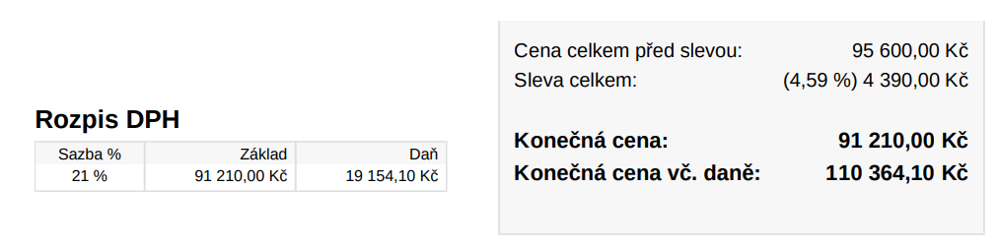 Cena celkem před slevou: 95 600,00 Kč
Sleva celkem: (4,59 %) 4 390,00 Kč
Konečná cena: 91 210,00 Kč
Konečná cena vč. daně: 110 364,10 Kč
Rozpis DPH
Sazba % Základ Daň
21 % 91 210,00 Kč 19 154,10 Kč